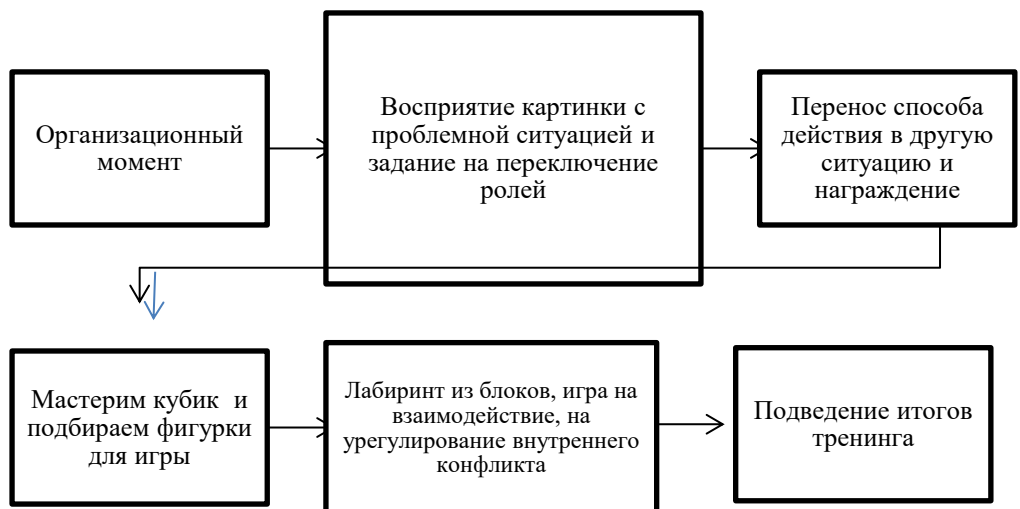 Организационный
момент
Восприятие картинки с
проблемной ситуацией и
задание на переключение
ролей
Перенос способа
действия в другую
ситуацию и
награждение
Мастерим кубик и
подбираем фигурки
для игры
Лабиринт из блоков, игра на
взаимодействие, на
урегулирование внутреннего
конфликта
Подведение итогов
тренинга